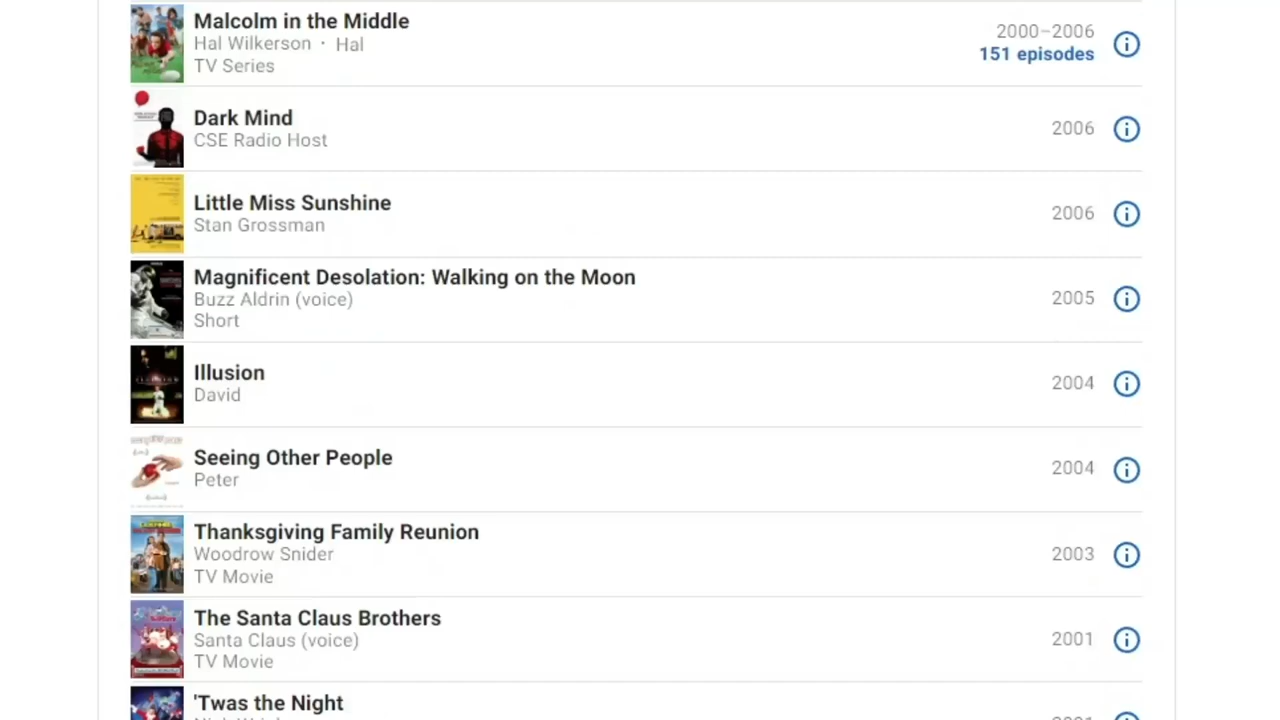 Malcolm in the Middle
Hal Wilkerson · Hal
TV Series
2000–2006
151 episodes
Dark Mind
CSE Radio Host
2006
Little Miss Sunshine
Stan Grossman
2006
Magnificent Desolation: Walking on the Moon
Buzz Aldrin (voice)
Short
2005
Illusion
David
2004
Seeing Other People
Peter
2004
Thanksgiving Family Reunion
Woodrow Snider
TV Movie
2003
The Santa Claus Brothers
Santa Claus (voice)
TV Movie
2001
'Twas the Night